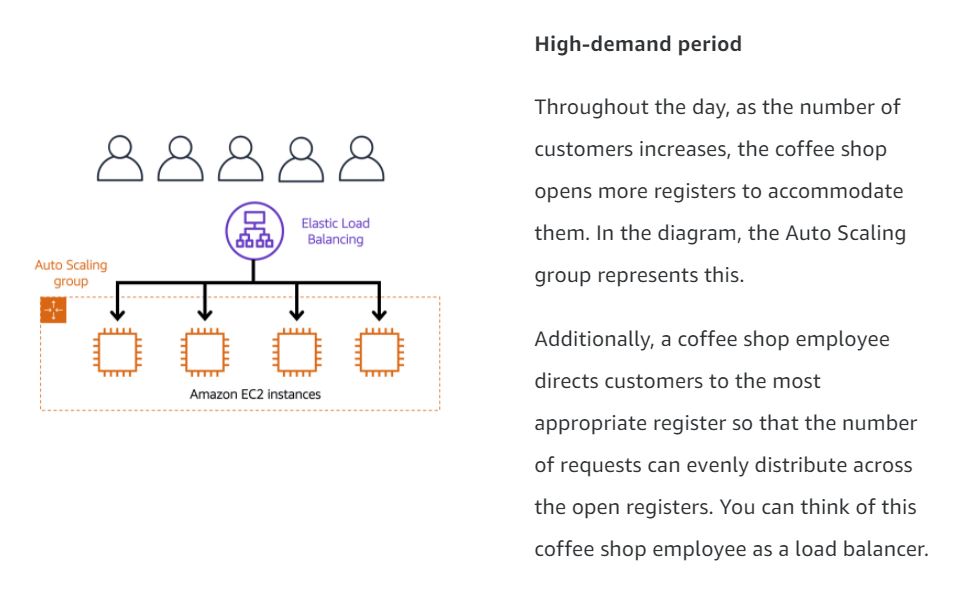 Elastic Load
Balancing
Auto Scaling
group
Amazon EC2 instances
High-demand period
Throughout the day, as the number of
customers increases, the coffee shop
opens more registers to accommodate
them. In the diagram, the Auto Scaling
group represents this.
Additionally, a coffee shop employee
directs customers to the most
appropriate register so that the number
of requests can evenly distribute across
the open registers. You can think of this
coffee shop employee as a load balancer.